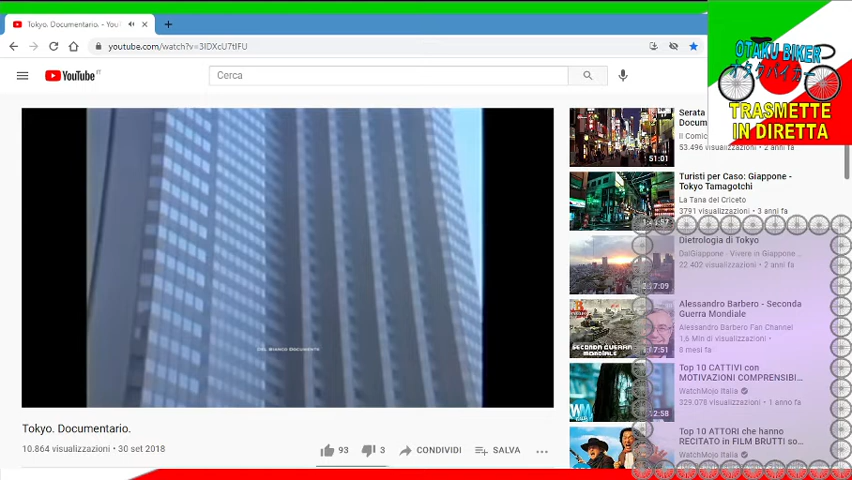 Tokyo. Documentario. - You
youtube.com/watch?v=3IDXcU7tIFU
YouTube IT
Cerca
OTAKU BIKER
オタクバイカー
TRASMETTE
IN DIRETTA
Serata
Docum
Il Comic
53.496 visualizzazioni • 2 anni fa
51:01
Turisti per Caso: Giappone -
Tokyo Tamagotchi
La Tana del Criceto
3791 visualizzazioni • 3 anni fa
Dietrologia di Tokyo
DalGiappone - Vivere in Giappone ...
22.402 visualizzazioni • 2 anni fa
Alessandro Barbero - Seconda
Guerra Mondiale
Alessandro Barbero Fan Channel
1,6 Mln di visualizzazioni •
8 mesi fa
SECONDA GUERRA
MONDIALE
Top 10 CATTIVI con
MOTIVAZIONI COMPRENSIBI...
WatchMojo Italia
329.078 visualizzazioni • 1 anno fa
12:58
Top 10 ATTORI che hanno
RECITATO in FILM BRUTTI so...
WatchMojo Italia
Tokyo. Documentario.
10.864 visualizzazioni • 30 set 2018
93
3
CONDIVIDI
SALVA